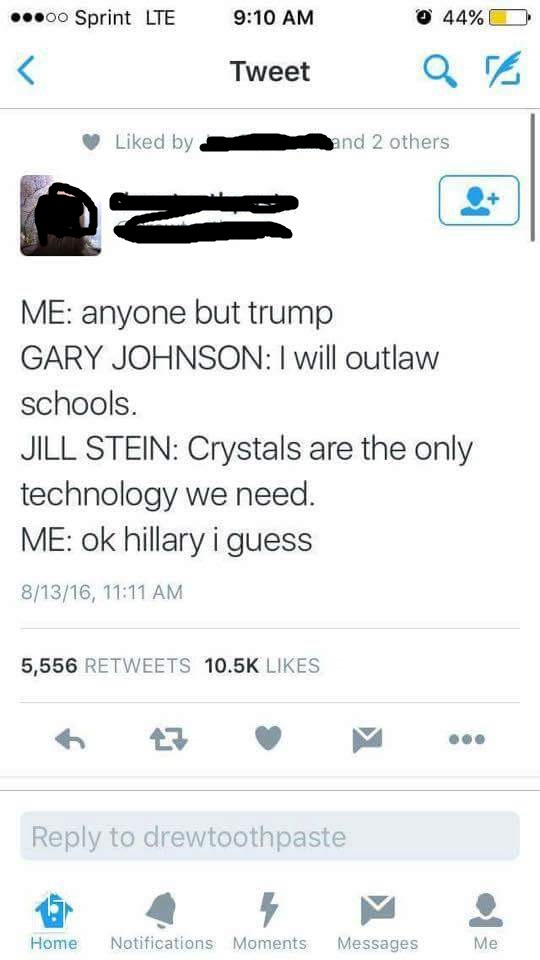 Sprint LTE 9:10 AM 44%
Tweet
Liked by and 2 others
ME: anyone but trump
GARY JOHNSON: I will outlaw
schools.
JILL STEIN: Crystals are the only
technology we need.
ME: ok hillary i guess
8/13/16, 11:11 AM
5,556 RETWEETS 10.5K LIKES
Reply to drewtoothpaste
Home Notifications Moments Messages Me